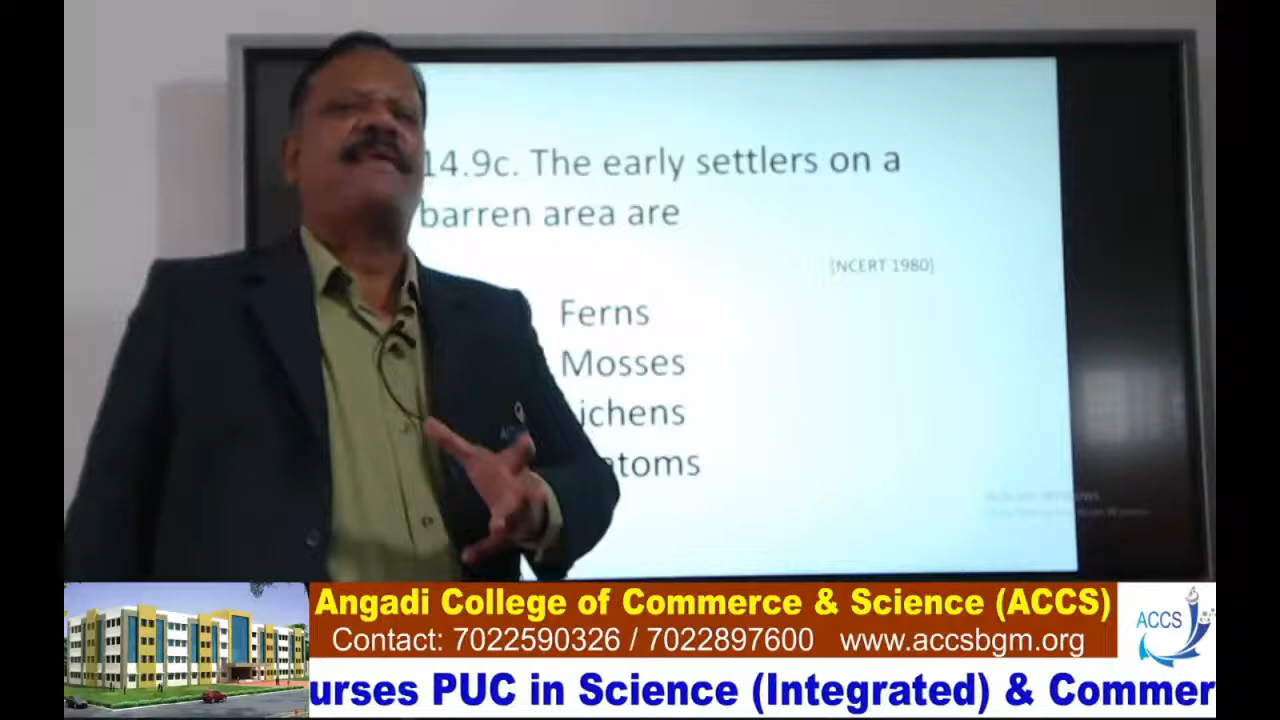 14.9c. The early settlers on a
barren area are
[NCERT 1980]
Ferns
Mosses
ichens
atoms
Angadi College of Commerce & Science (ACCS)
Contact: 7022590326 / 7022897600 www.accsbgm.org
ACCS
urses PUC in Science (Integrated) & Commer